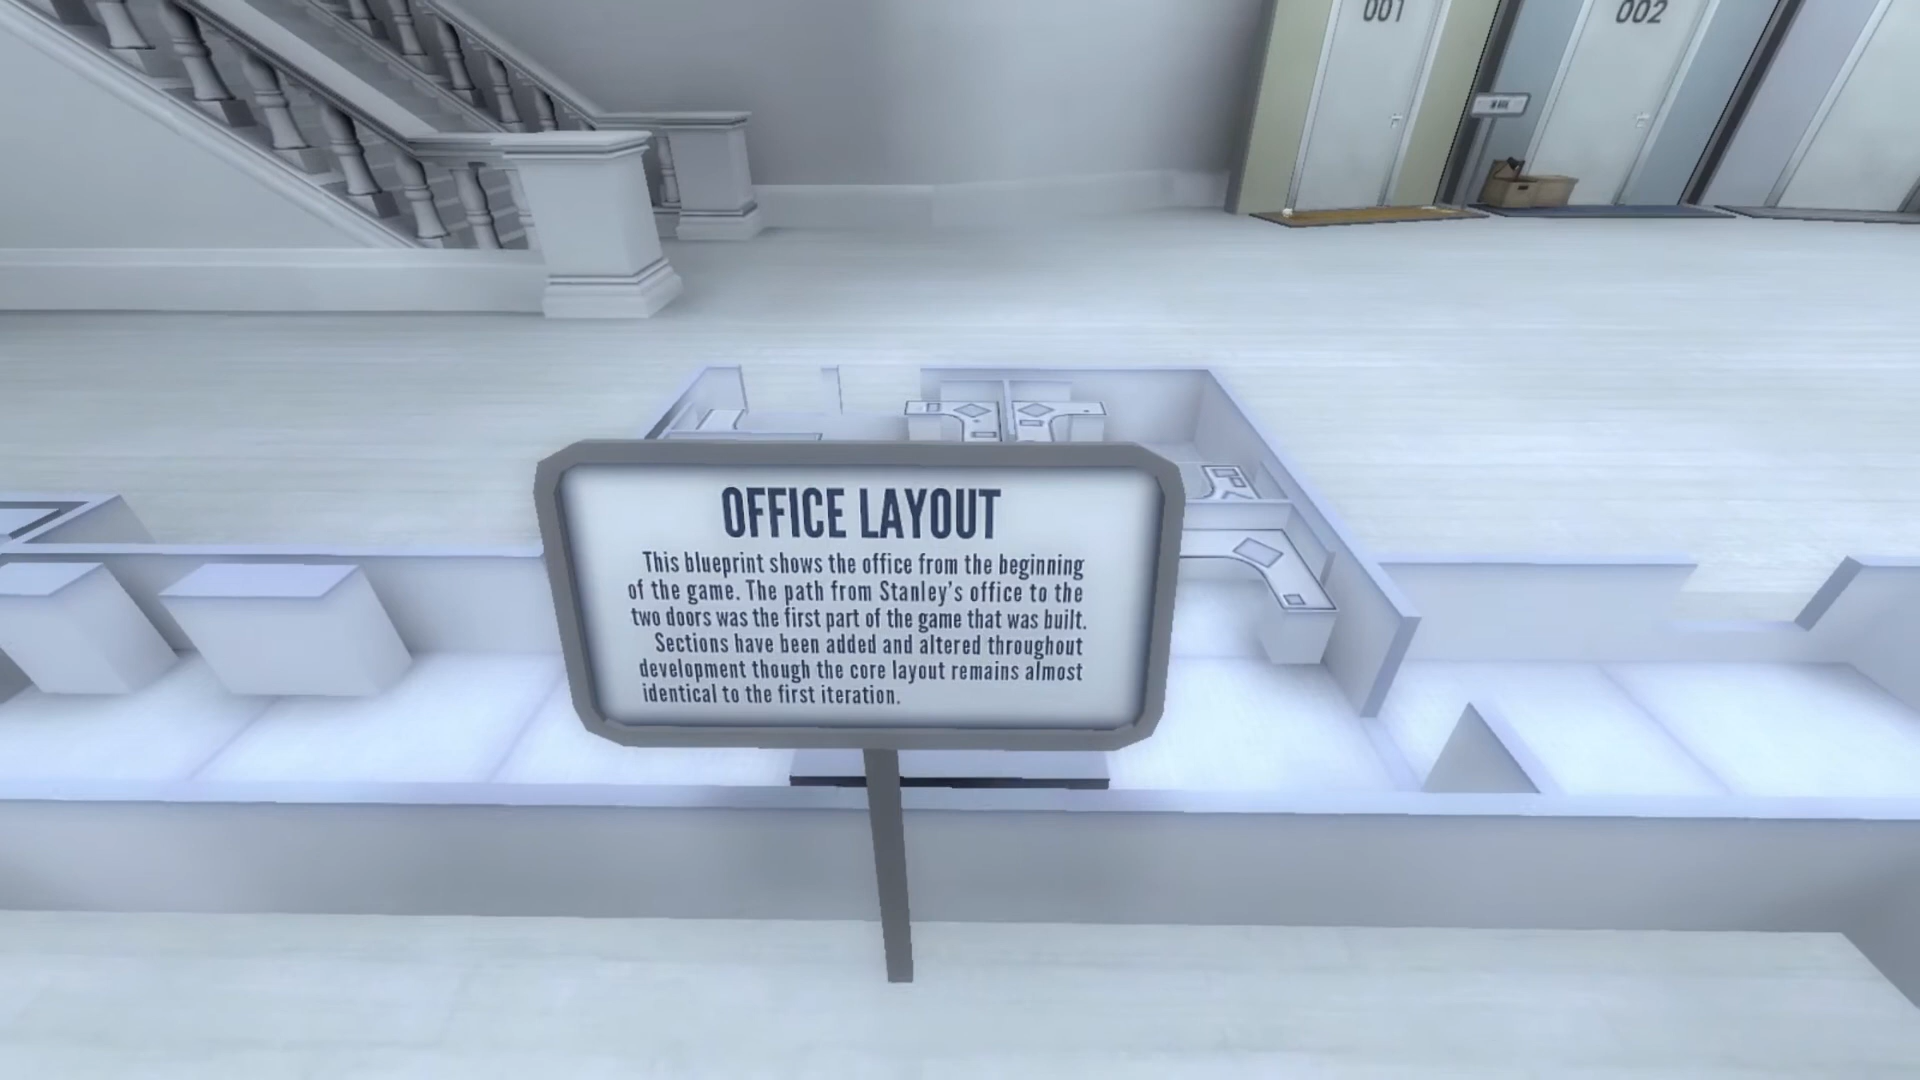 001
002
OFFICE LAYOUT
This blueprint shows the office from the beginning
of the game. The path from Stanley's office to the
two doors was the first part of the game that was built.
Sections have been added and altered throughout
development though the core layout remains almost
identical to the first iteration.